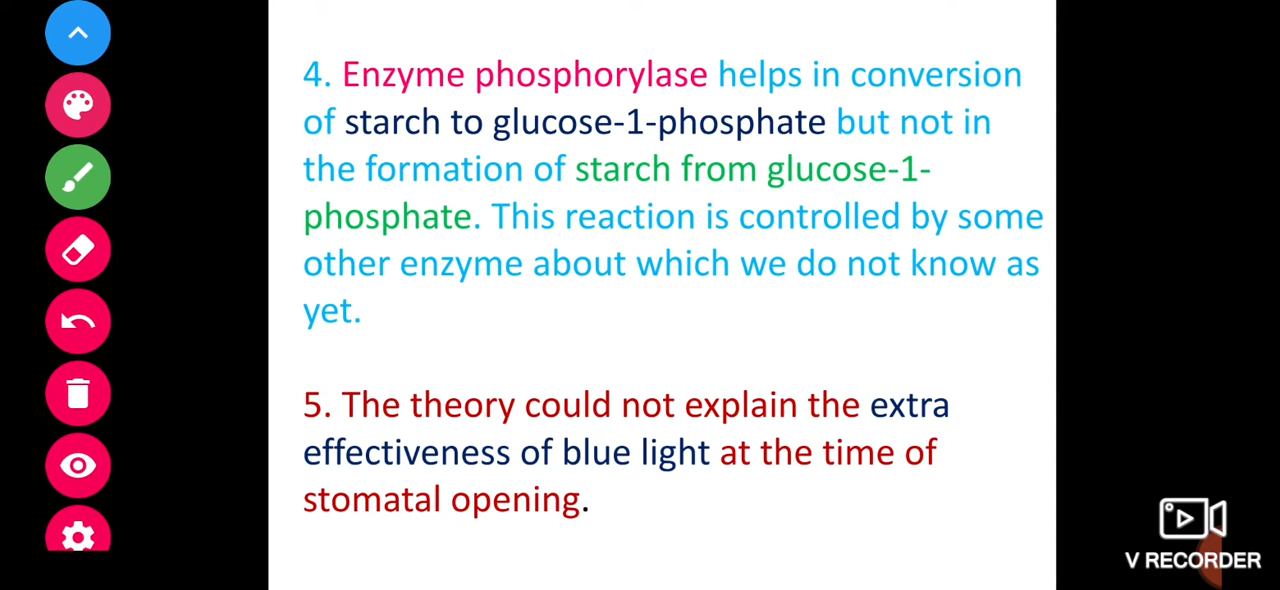 4. Enzyme phosphorylase helps in conversion
of starch to glucose-1-phosphate but not in
the formation of starch from glucose-1-
phosphate. This reaction is controlled by some
other enzyme about which we do not know as
yet.
5. The theory could not explain the extra
effectiveness of blue light at the time of
stomatal opening.
V RECORDER